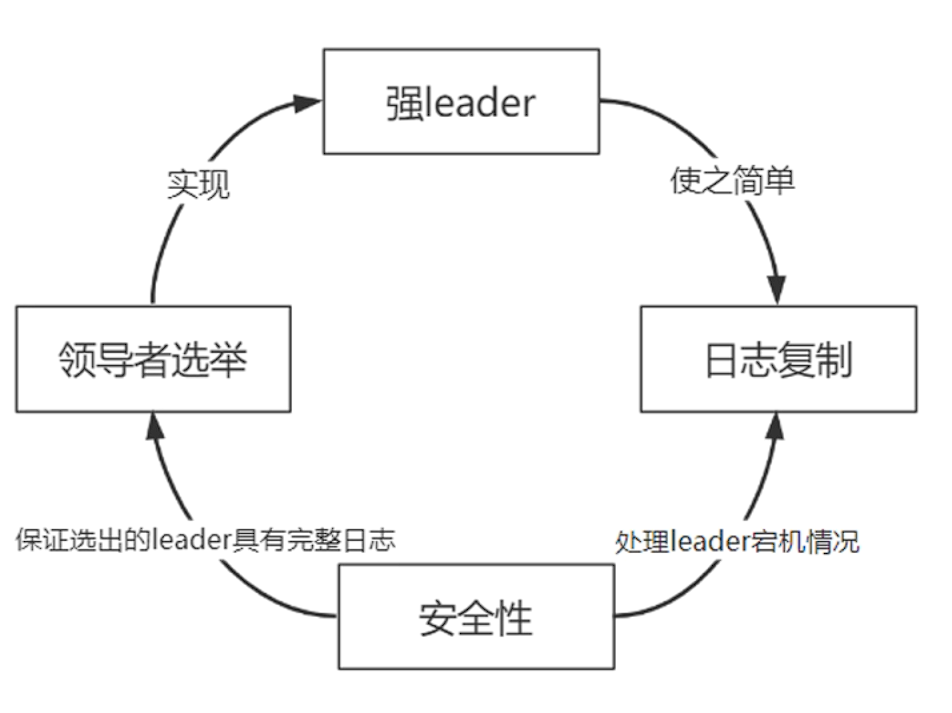 强leader
实现
使之简单
领导者选举
日志复制
保证选出的leader具有完整日志
处理leader宕机情况
安全性